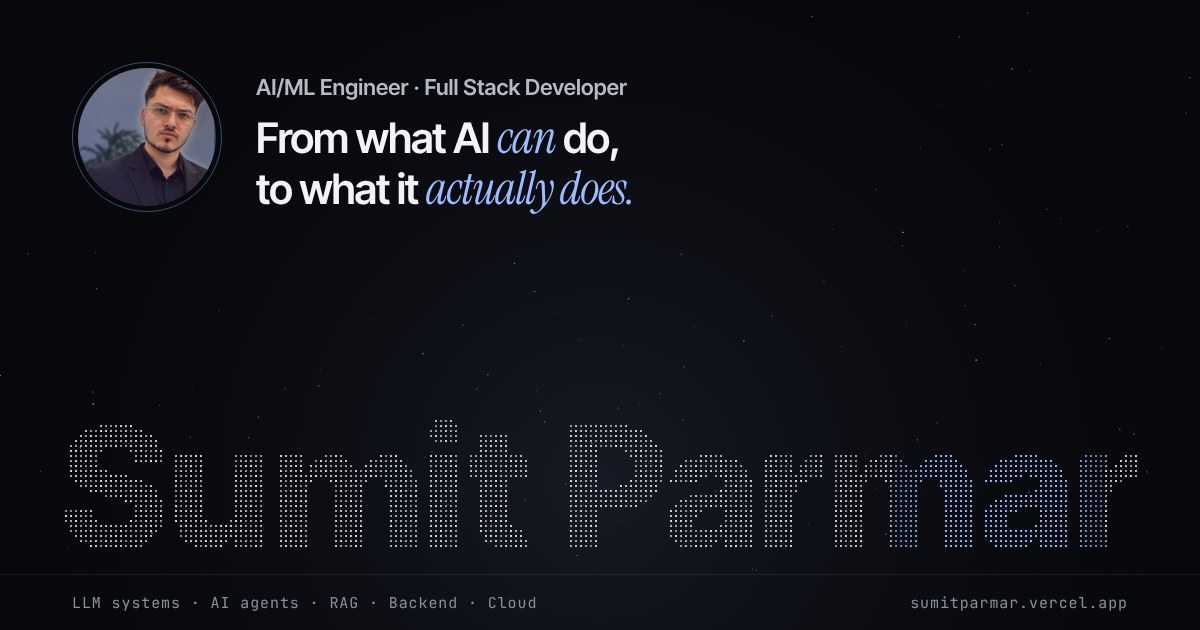 AI/ML Engineer · Full Stack Developer
From what AI can do,
to what it actually does.
Sumit Parmar
LLM systems · AI agents · RAG · Backend · Cloud
sumitparmar.vercel.app